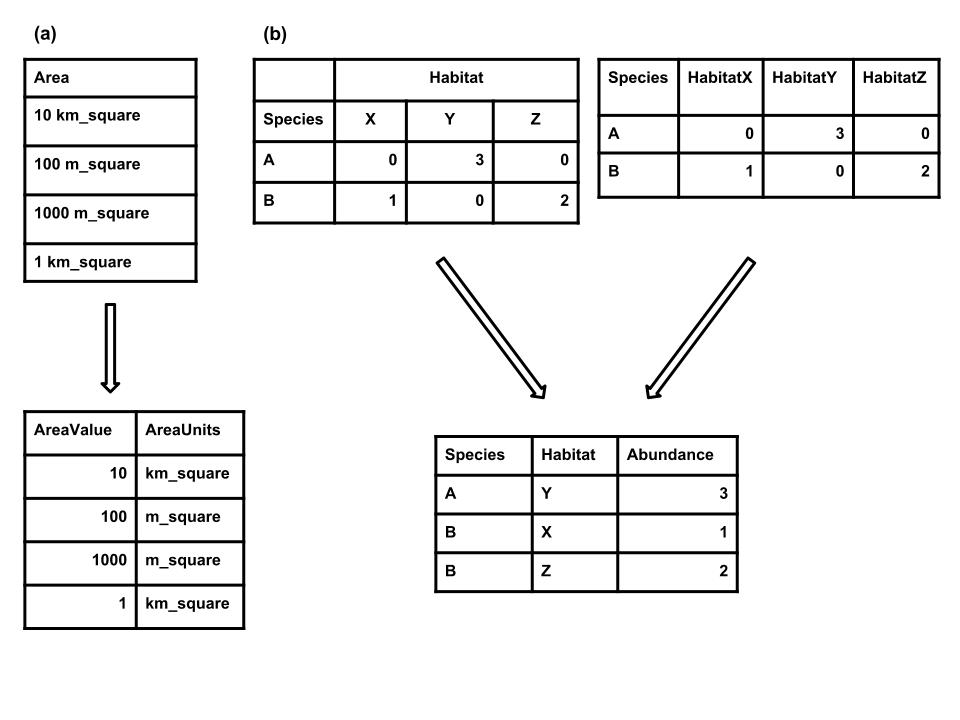 (a)
Area
10 km_square
100 m_square
1000 m_square
1 km_square
AreaValue AreaUnits
10 km_square
100 m_square
1000 m_square
1 km_square
(b)
Habitat
Species X Y Z
A 0 3 0
B 1 0 2
Species HabitatX HabitatY HabitatZ
A 0 3 0
B 1 0 2
Species Habitat Abundance
A Y 3
B X 1
B Z 2